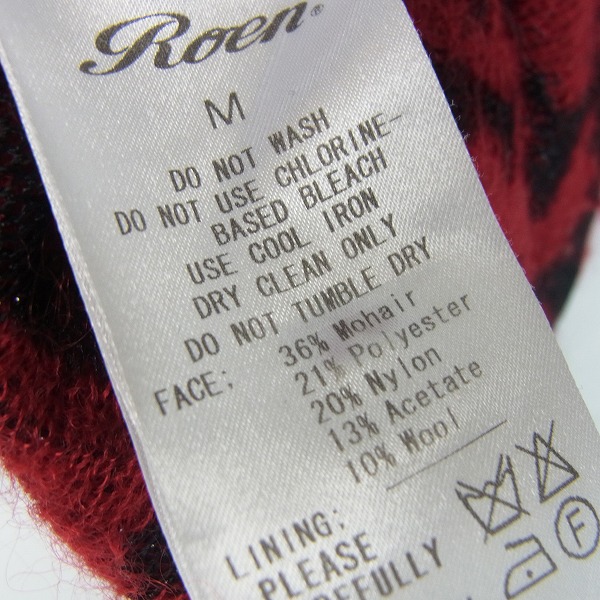 Roen®
M
DO NOT WASH
DO NOT USE CHLORINE-
BASED BLEACH
USE COOL IRON
DRY CLEAN ONLY
DO NOT TUMBLE DRY
FACE: 36% Mohair
21% Polyester
20% Nylon
13% Acetate
10% Wool
LINING:
PLEASE
F